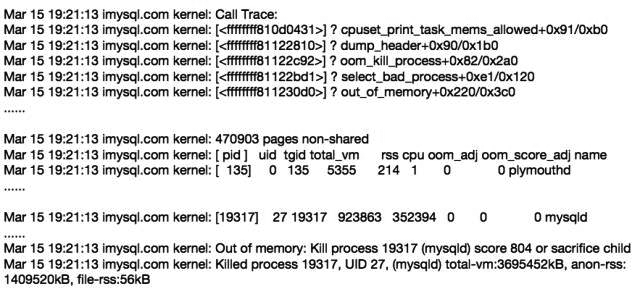 Mar 15 19:21:13 imysql.com kernel: Call Trace:
Mar 15 19:21:13 imysql.com kernel: [<ffffffff810d0431>] ? cpuset_print_task_mems_allowed+0x91/0xb0
Mar 15 19:21:13 imysql.com kernel: [<ffffffff81122810>] ? dump_header+0x90/0x1b0
Mar 15 19:21:13 imysql.com kernel: [<ffffffff81122c92>] ? oom_kill_process+0x82/0x2a0
Mar 15 19:21:13 imysql.com kernel: [<ffffffff81122bd1>] ? select_bad_process+0xe1/0x120
Mar 15 19:21:13 imysql.com kernel: [<ffffffff811230d0>] ? out_of_memory+0x220/0x3c0
......
Mar 15 19:21:13 imysql.com kernel: 470903 pages non-shared
Mar 15 19:21:13 imysql.com kernel: [ pid ] uid tgid total_vm rss cpu oom_adj oom_score_adj name
Mar 15 19:21:13 imysql.com kernel: [ 135] 0 135 5355 214 1 0 0 plymouthd
......
Mar 15 19:21:13 imysql.com kernel: [19317] 27 19317 923863 352394 0 0 0 mysqld
......
Mar 15 19:21:13 imysql.com kernel: Out of memory: Kill process 19317 (mysqld) score 804 or sacrifice child
Mar 15 19:21:13 imysql.com kernel: Killed process 19317, UID 27, (mysqld) total-vm:3695452kB, anon-rss:
1409520kB, file-rss:56kB